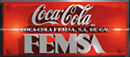 Coca-Cola
COCA-COLA FEMSA, S.A. DE C.V.
FEMSA